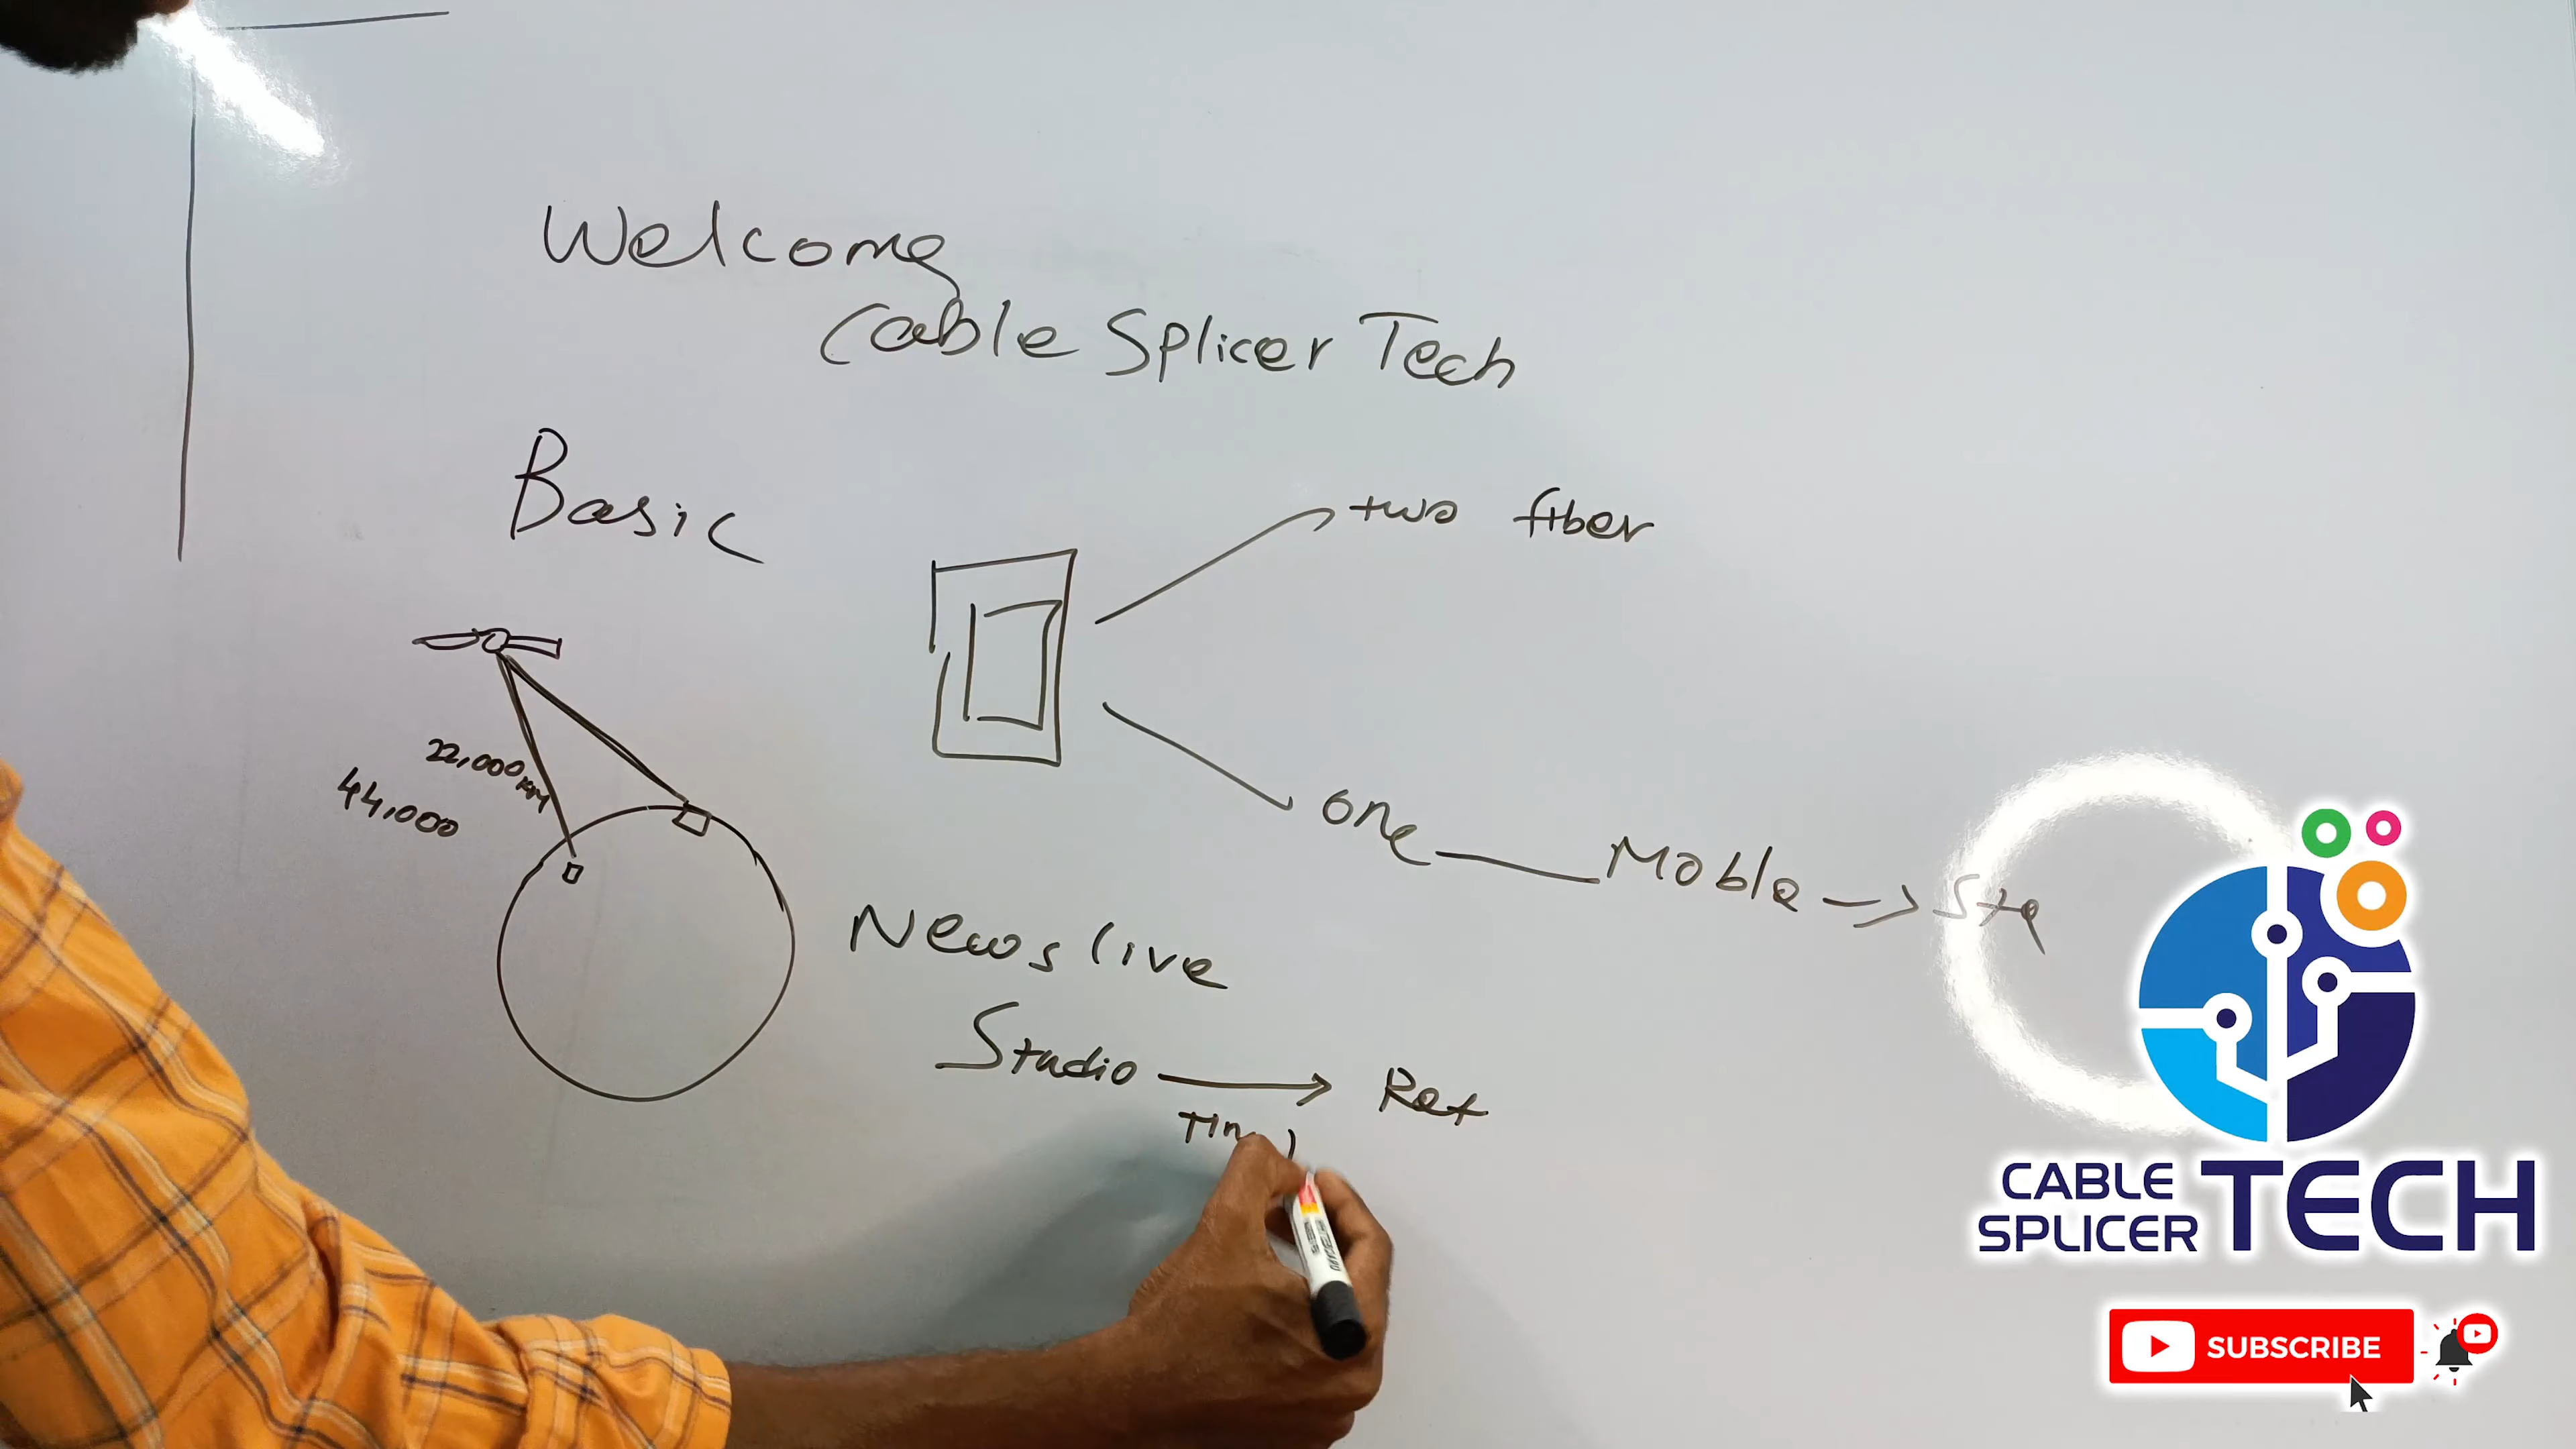 Welcome
Cable Splicer Tech
Basic
two fiber
22,000 KM
44,000
one
Moble
News live
Studio
CABLE
SPLICER
TECH
SUBSCRIBE